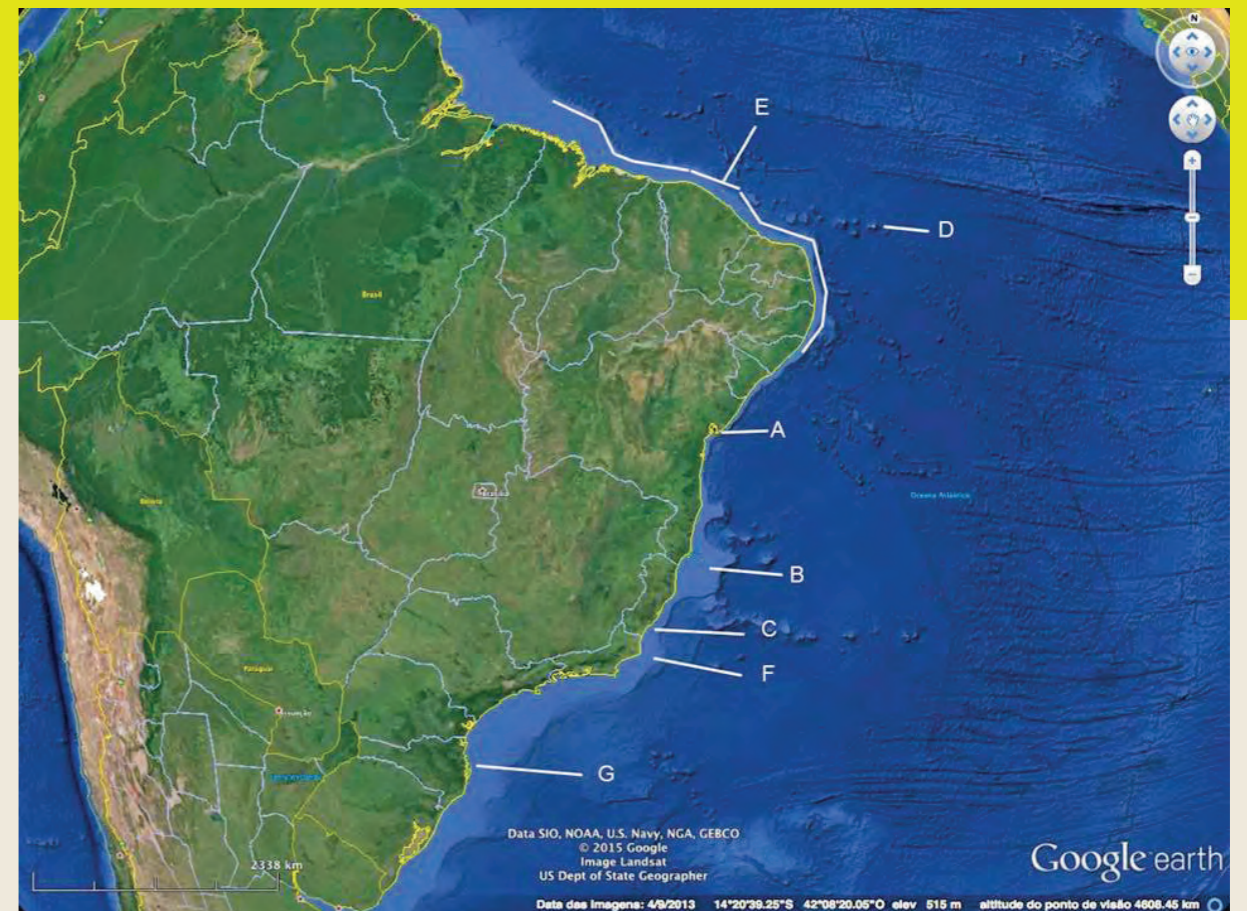 N
E
D
Brasil
A
Oceano Atlântico
B
C
Paraguai
F
G
Data SIO, NOAA, U.S. Navy, NGA, GEBCO
© 2015 Google
Image Landsat
US Dept of State Geographer
2338 km
Google earth
Data das imagens: 4/9/2013 14°20'39.25"S 42°08'20.05"O elev 515 m altitude do ponto de visão 4608.45 km